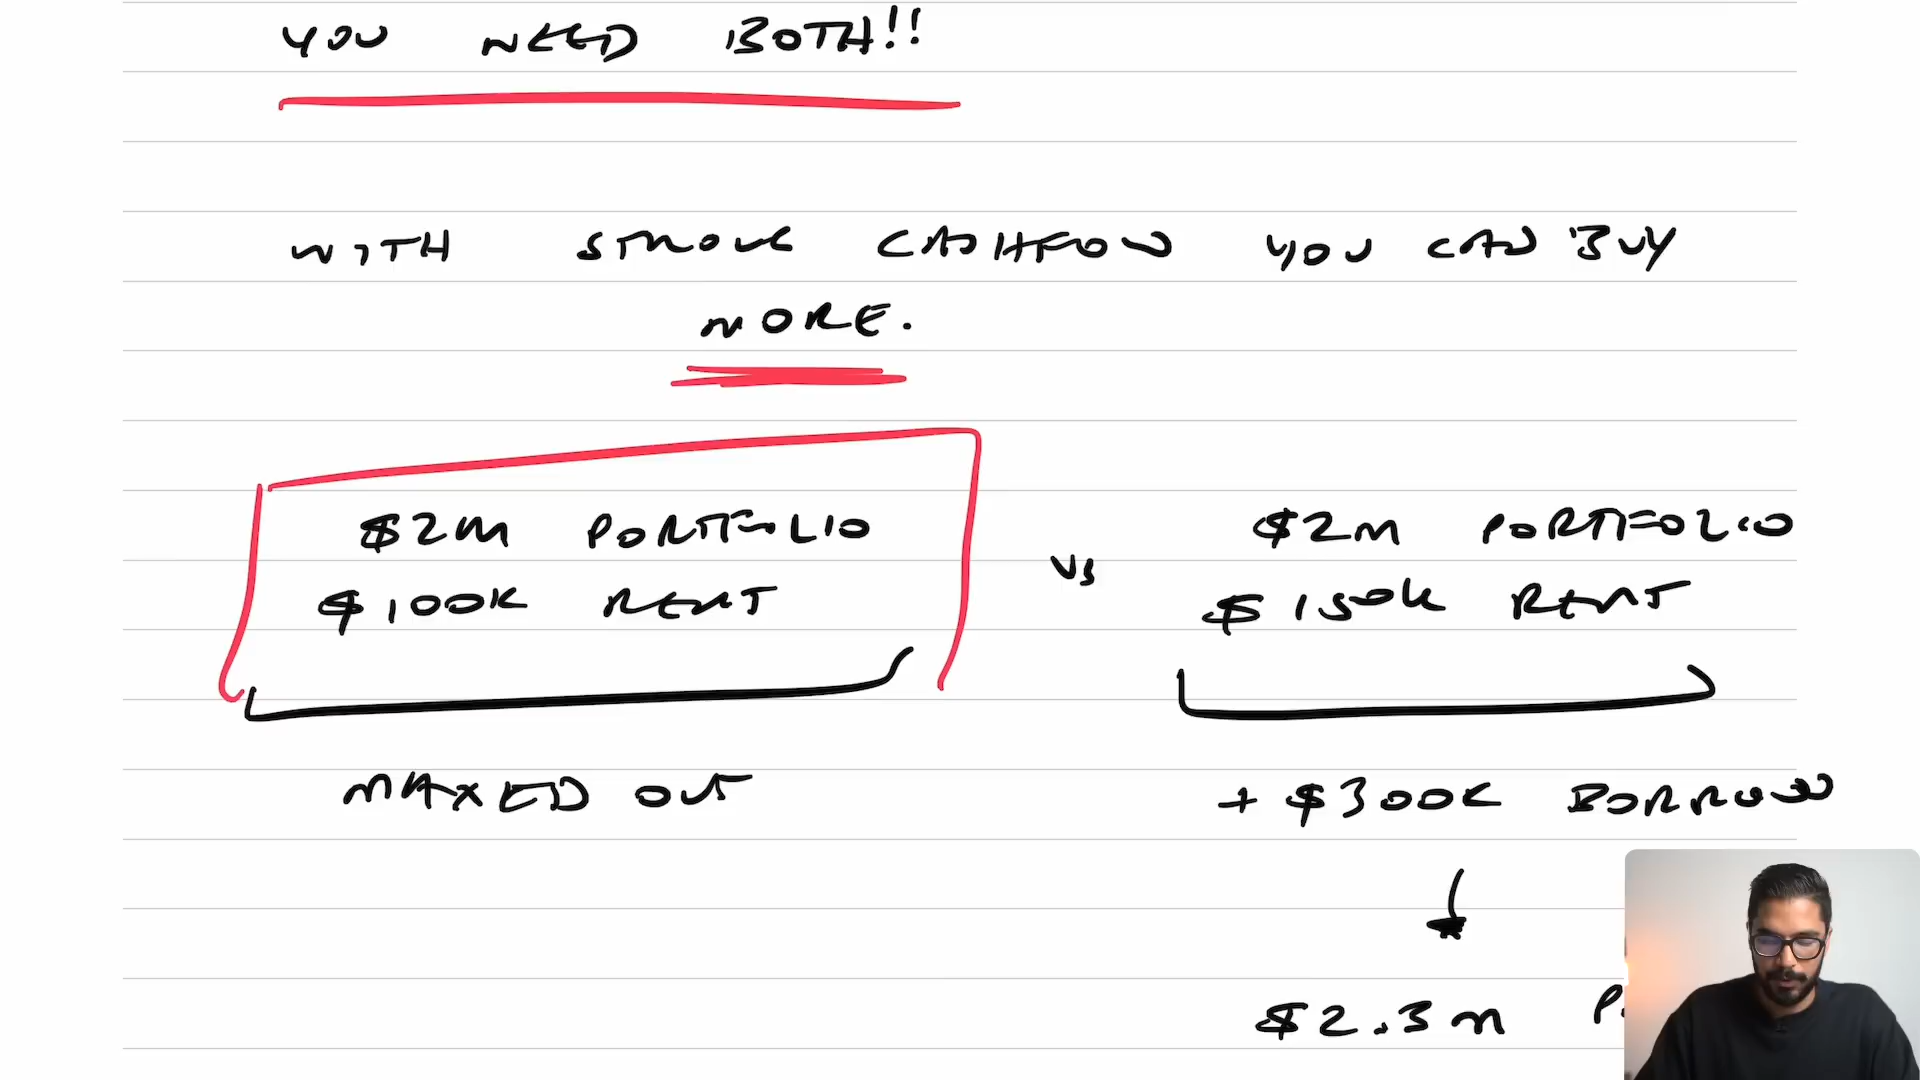 YOU NEED BOTH!!
WITH STRONG CASHFLOW YOU CAN BUY
MORE.
$2M PORTFOLIO
$100K RENT
VS
$2M PORTFOLIO
$150K RENT
MAXED OUT
+ $300K BORROW
$2.3M